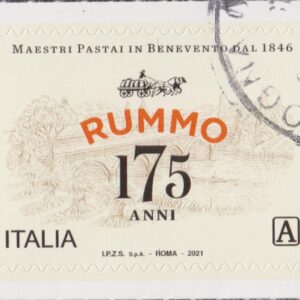 MAESTRI PASTAI IN BENEVENTO DAL 1846
RUMMO
175
ANNI
ITALIA
A
I.P.Z.S. S.p.A. - ROMA - 2021